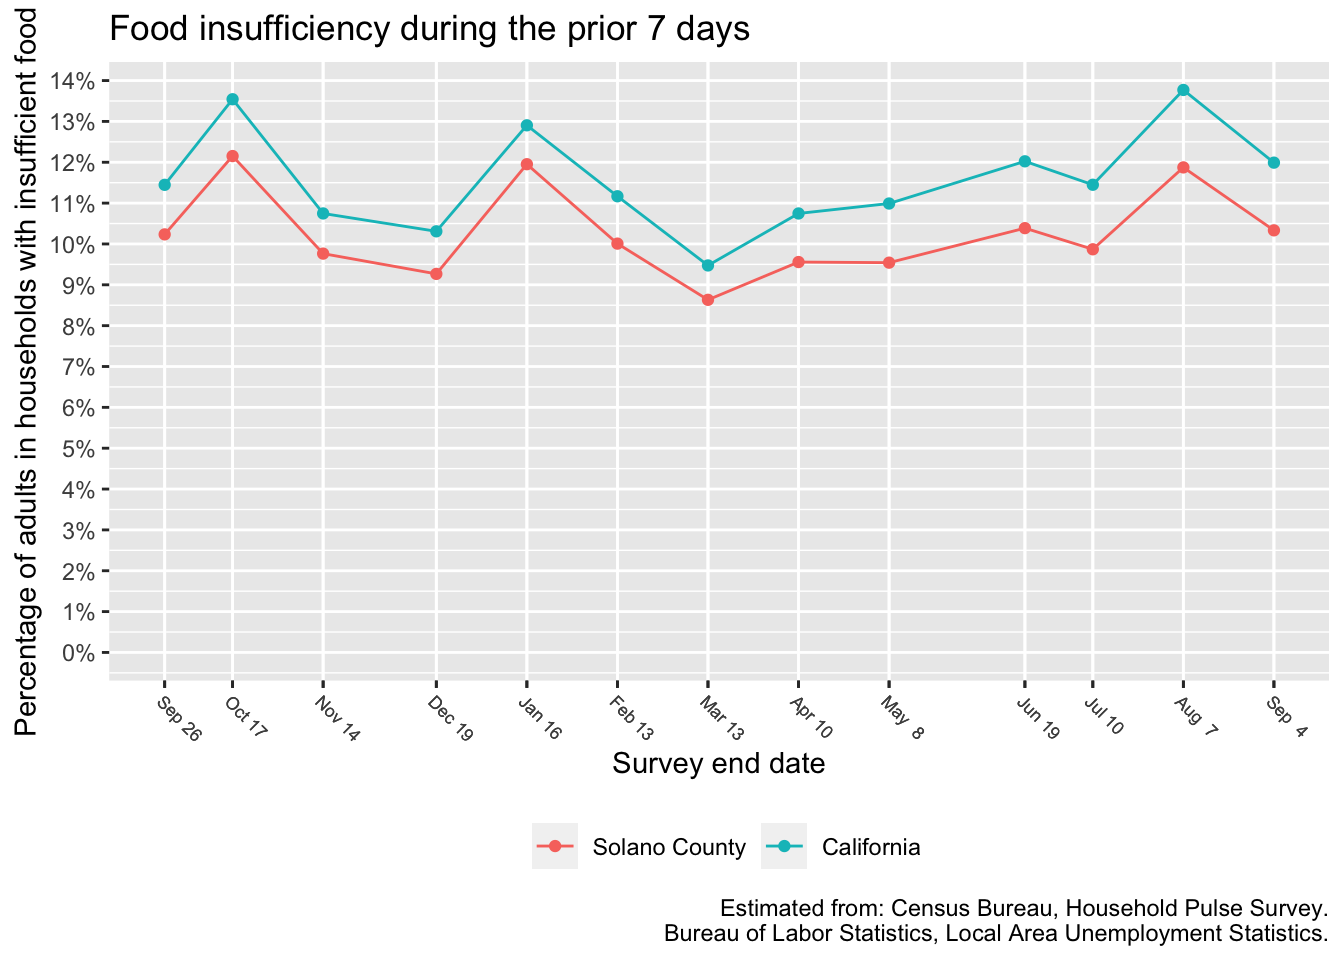 Food insufficiency during the prior 7 days
Percentage of adults in households with insufficient food
14%
13%
12%
11%
10%
9%
8%
7%
6%
5%
4%
3%
2%
1%
0%
Sep 26
Oct 17
Nov 14
Dec 19
Jan 16
Feb 13
Mar 13
Apr 10
May 8
Jun 19
Jul 10
Aug 7
Sep 4
Survey end date
Solano County
California
Estimated from: Census Bureau, Household Pulse Survey.
Bureau of Labor Statistics, Local Area Unemployment Statistics.